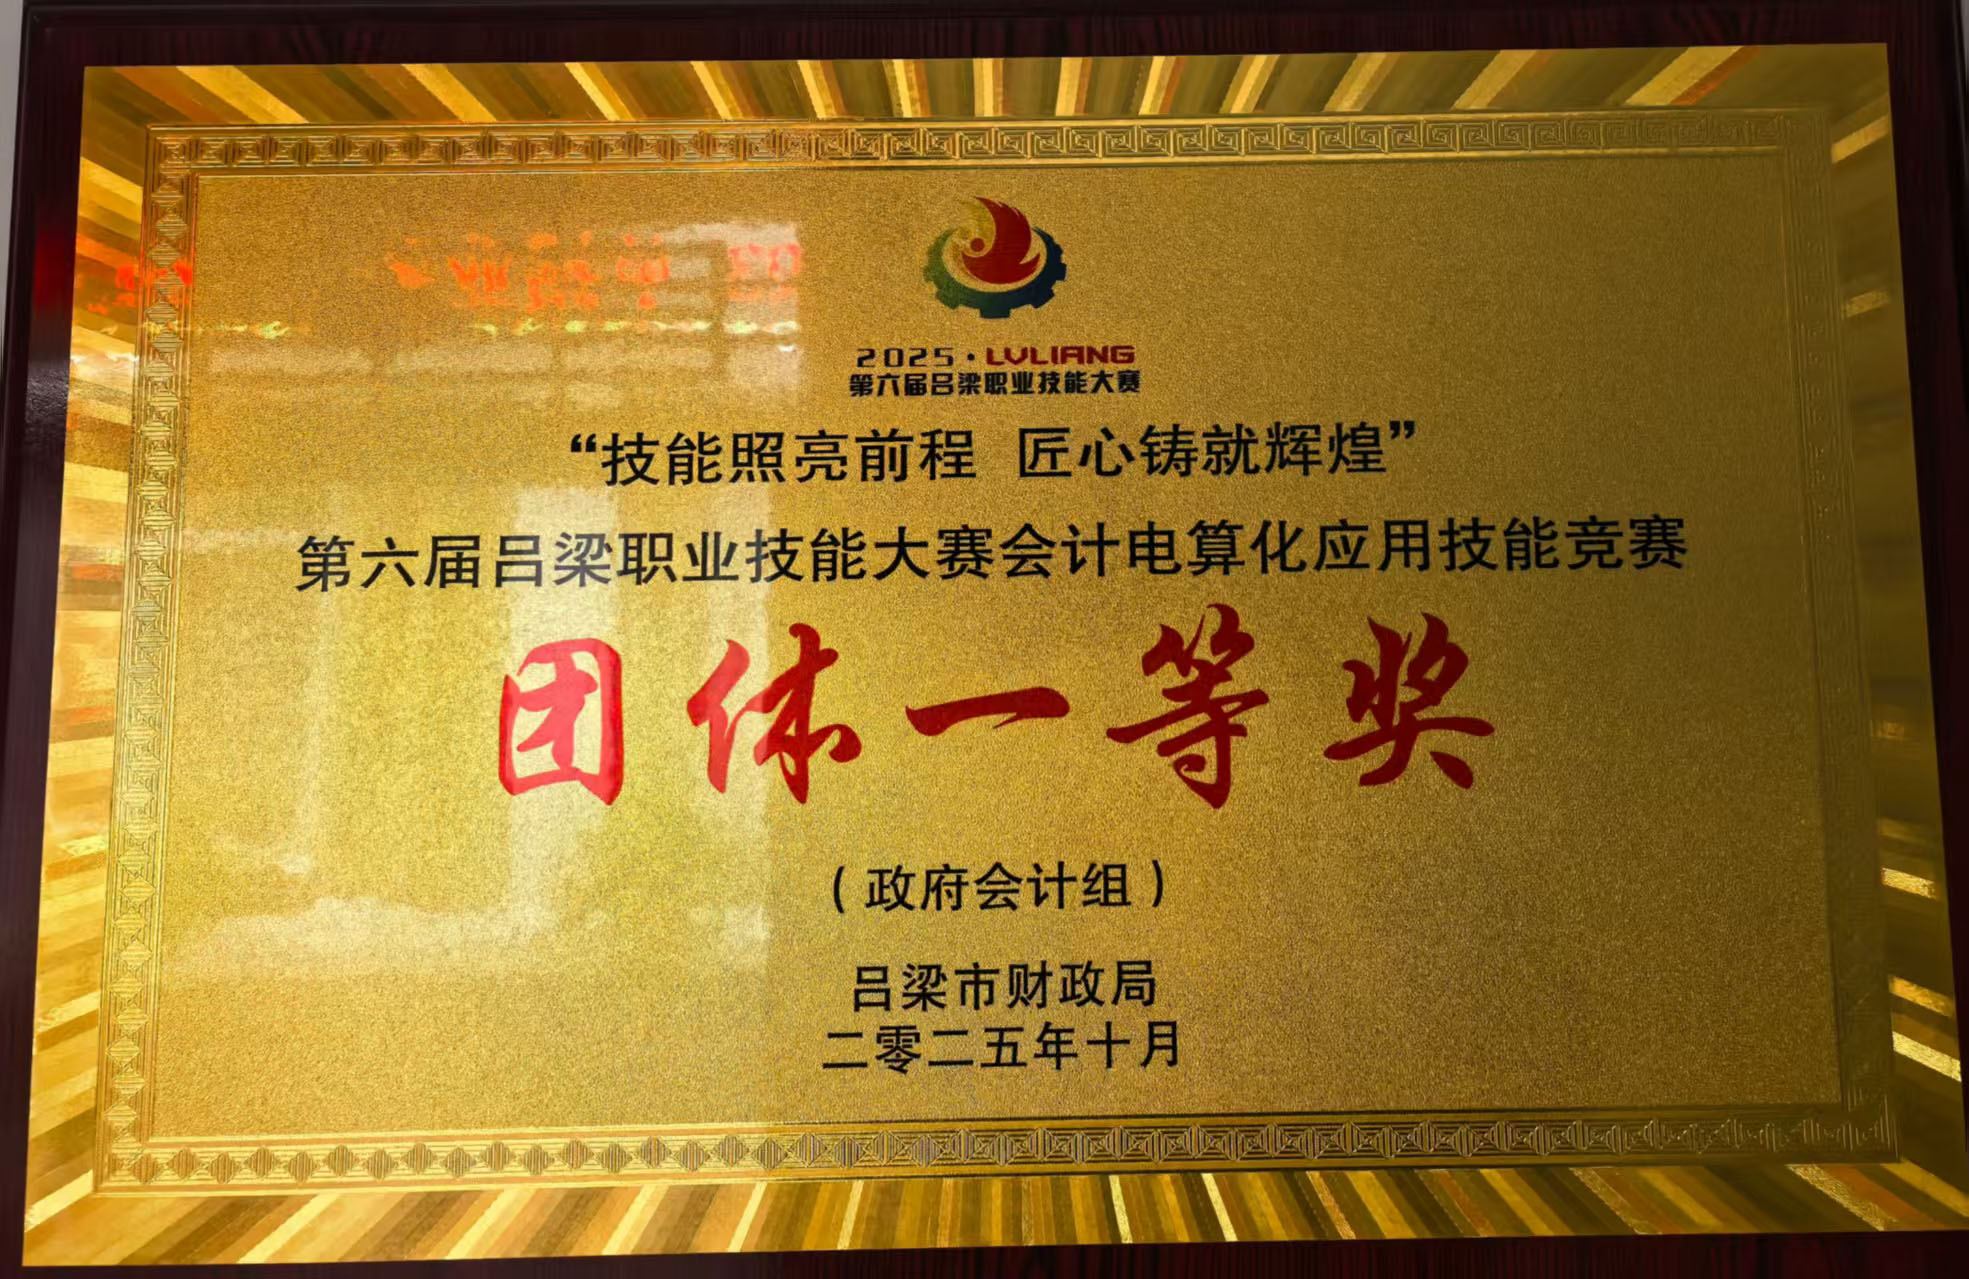 2025·LVLIANG
第六届吕梁职业技能大赛
“技能照亮前程 匠心铸就辉煌”
第六届吕梁职业技能大赛会计电算化应用技能竞赛
团体一等奖
（政府会计组）
吕梁市财政局
二零二五年十月